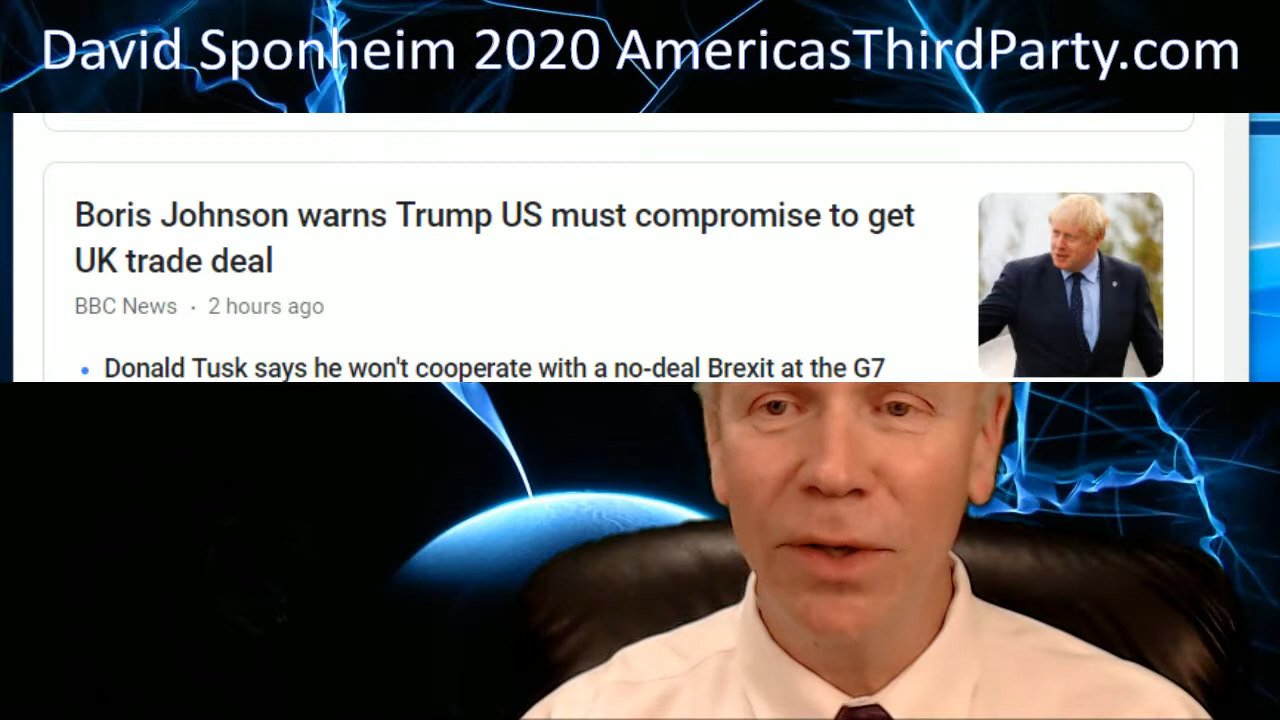 David Sponheim 2020 AmericasThirdParty.com
Boris Johnson warns Trump US must compromise to get
UK trade deal
BBC News · 2 hours ago
• Donald Tusk says he won't cooperate with a no-deal Brexit at the G7